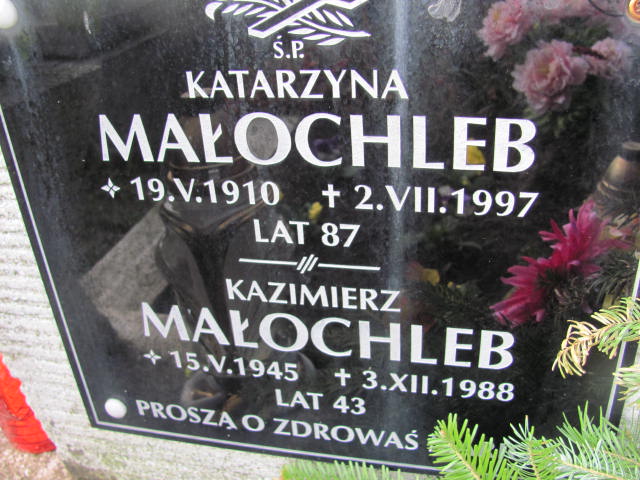 Ś.P.
KATARZYNA
MAŁOCHLEB
19.V.1910 ✝ 2.VII.1997
LAT 87
KAZIMIERZ
MAŁOCHLEB
15.V.1945 ✝ 3.XII.1988
LAT 43
PROSZĄ O ZDROWAŚ